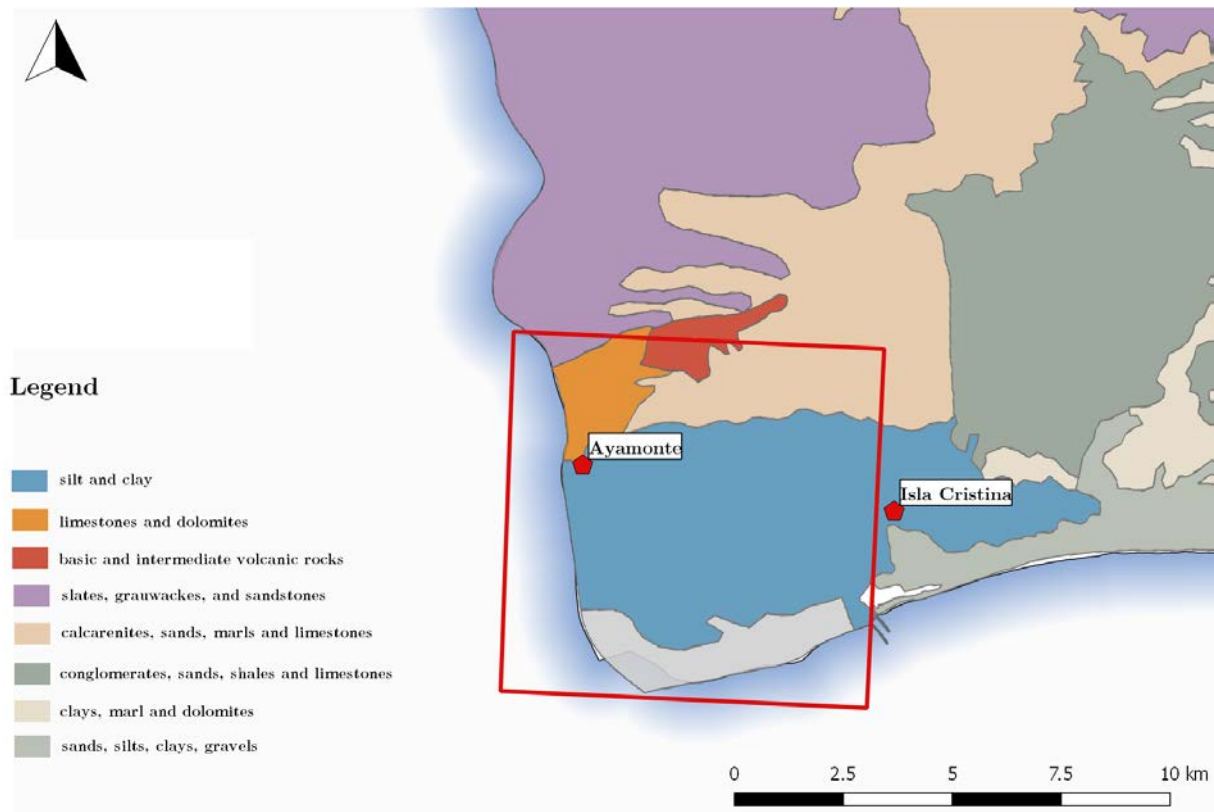 Ayamonte
Isla Cristina
Legend
silt and clay
limestones and dolomites
basic and intermediate volcanic rocks
slates, grauwackes, and sandstones
calcarenites, sands, marls and limestones
conglomerates, sands, shales and limestones
clays, marl and dolomites
sands, silts, clays, gravels
0 2.5 5 7.5 10 km